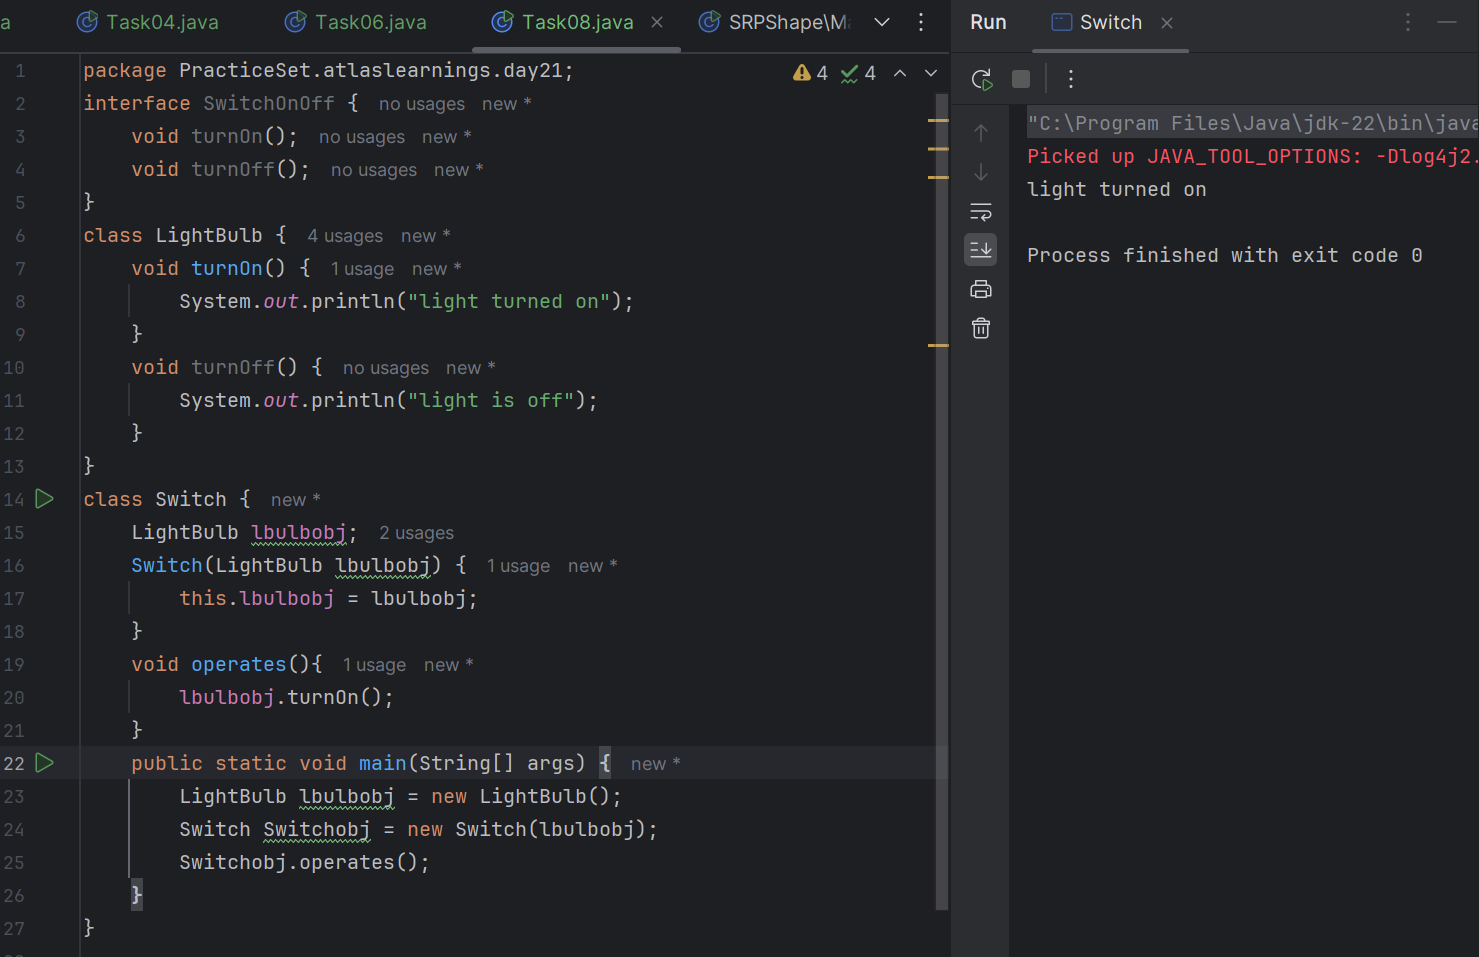 a Task04.java Task06.java Task08.java SRPShape\M
Run Switch
4 4
1 package PracticeSet.atlaslearnings.day21;
2 interface SwitchOnOff { no usages new *
3 void turnOn(); no usages new *
4 void turnOff(); no usages new *
5 }
6 class LightBulb { 4 usages new *
7 void turnOn() { 1 usage new *
8 System.out.println("light turned on");
9 }
10 void turnOff() { no usages new *
11 System.out.println("light is off");
12 }
13 }
14 class Switch { new *
15 LightBulb lbulbobj; 2 usages
16 Switch(LightBulb lbulbobj) { 1 usage new *
17 this.lbulbobj = lbulbobj;
18 }
19 void operates(){ 1 usage new *
20 lbulbobj.turnOn();
21 }
22 public static void main(String[] args) { new *
23 LightBulb lbulbobj = new LightBulb();
24 Switch Switchobj = new Switch(lbulbobj);
25 Switchobj.operates();
26 }
27 }
"C:\Program Files\Java\jdk-22\bin\java
Picked up JAVA_TOOL_OPTIONS: -Dlog4j2.
light turned on
Process finished with exit code 0